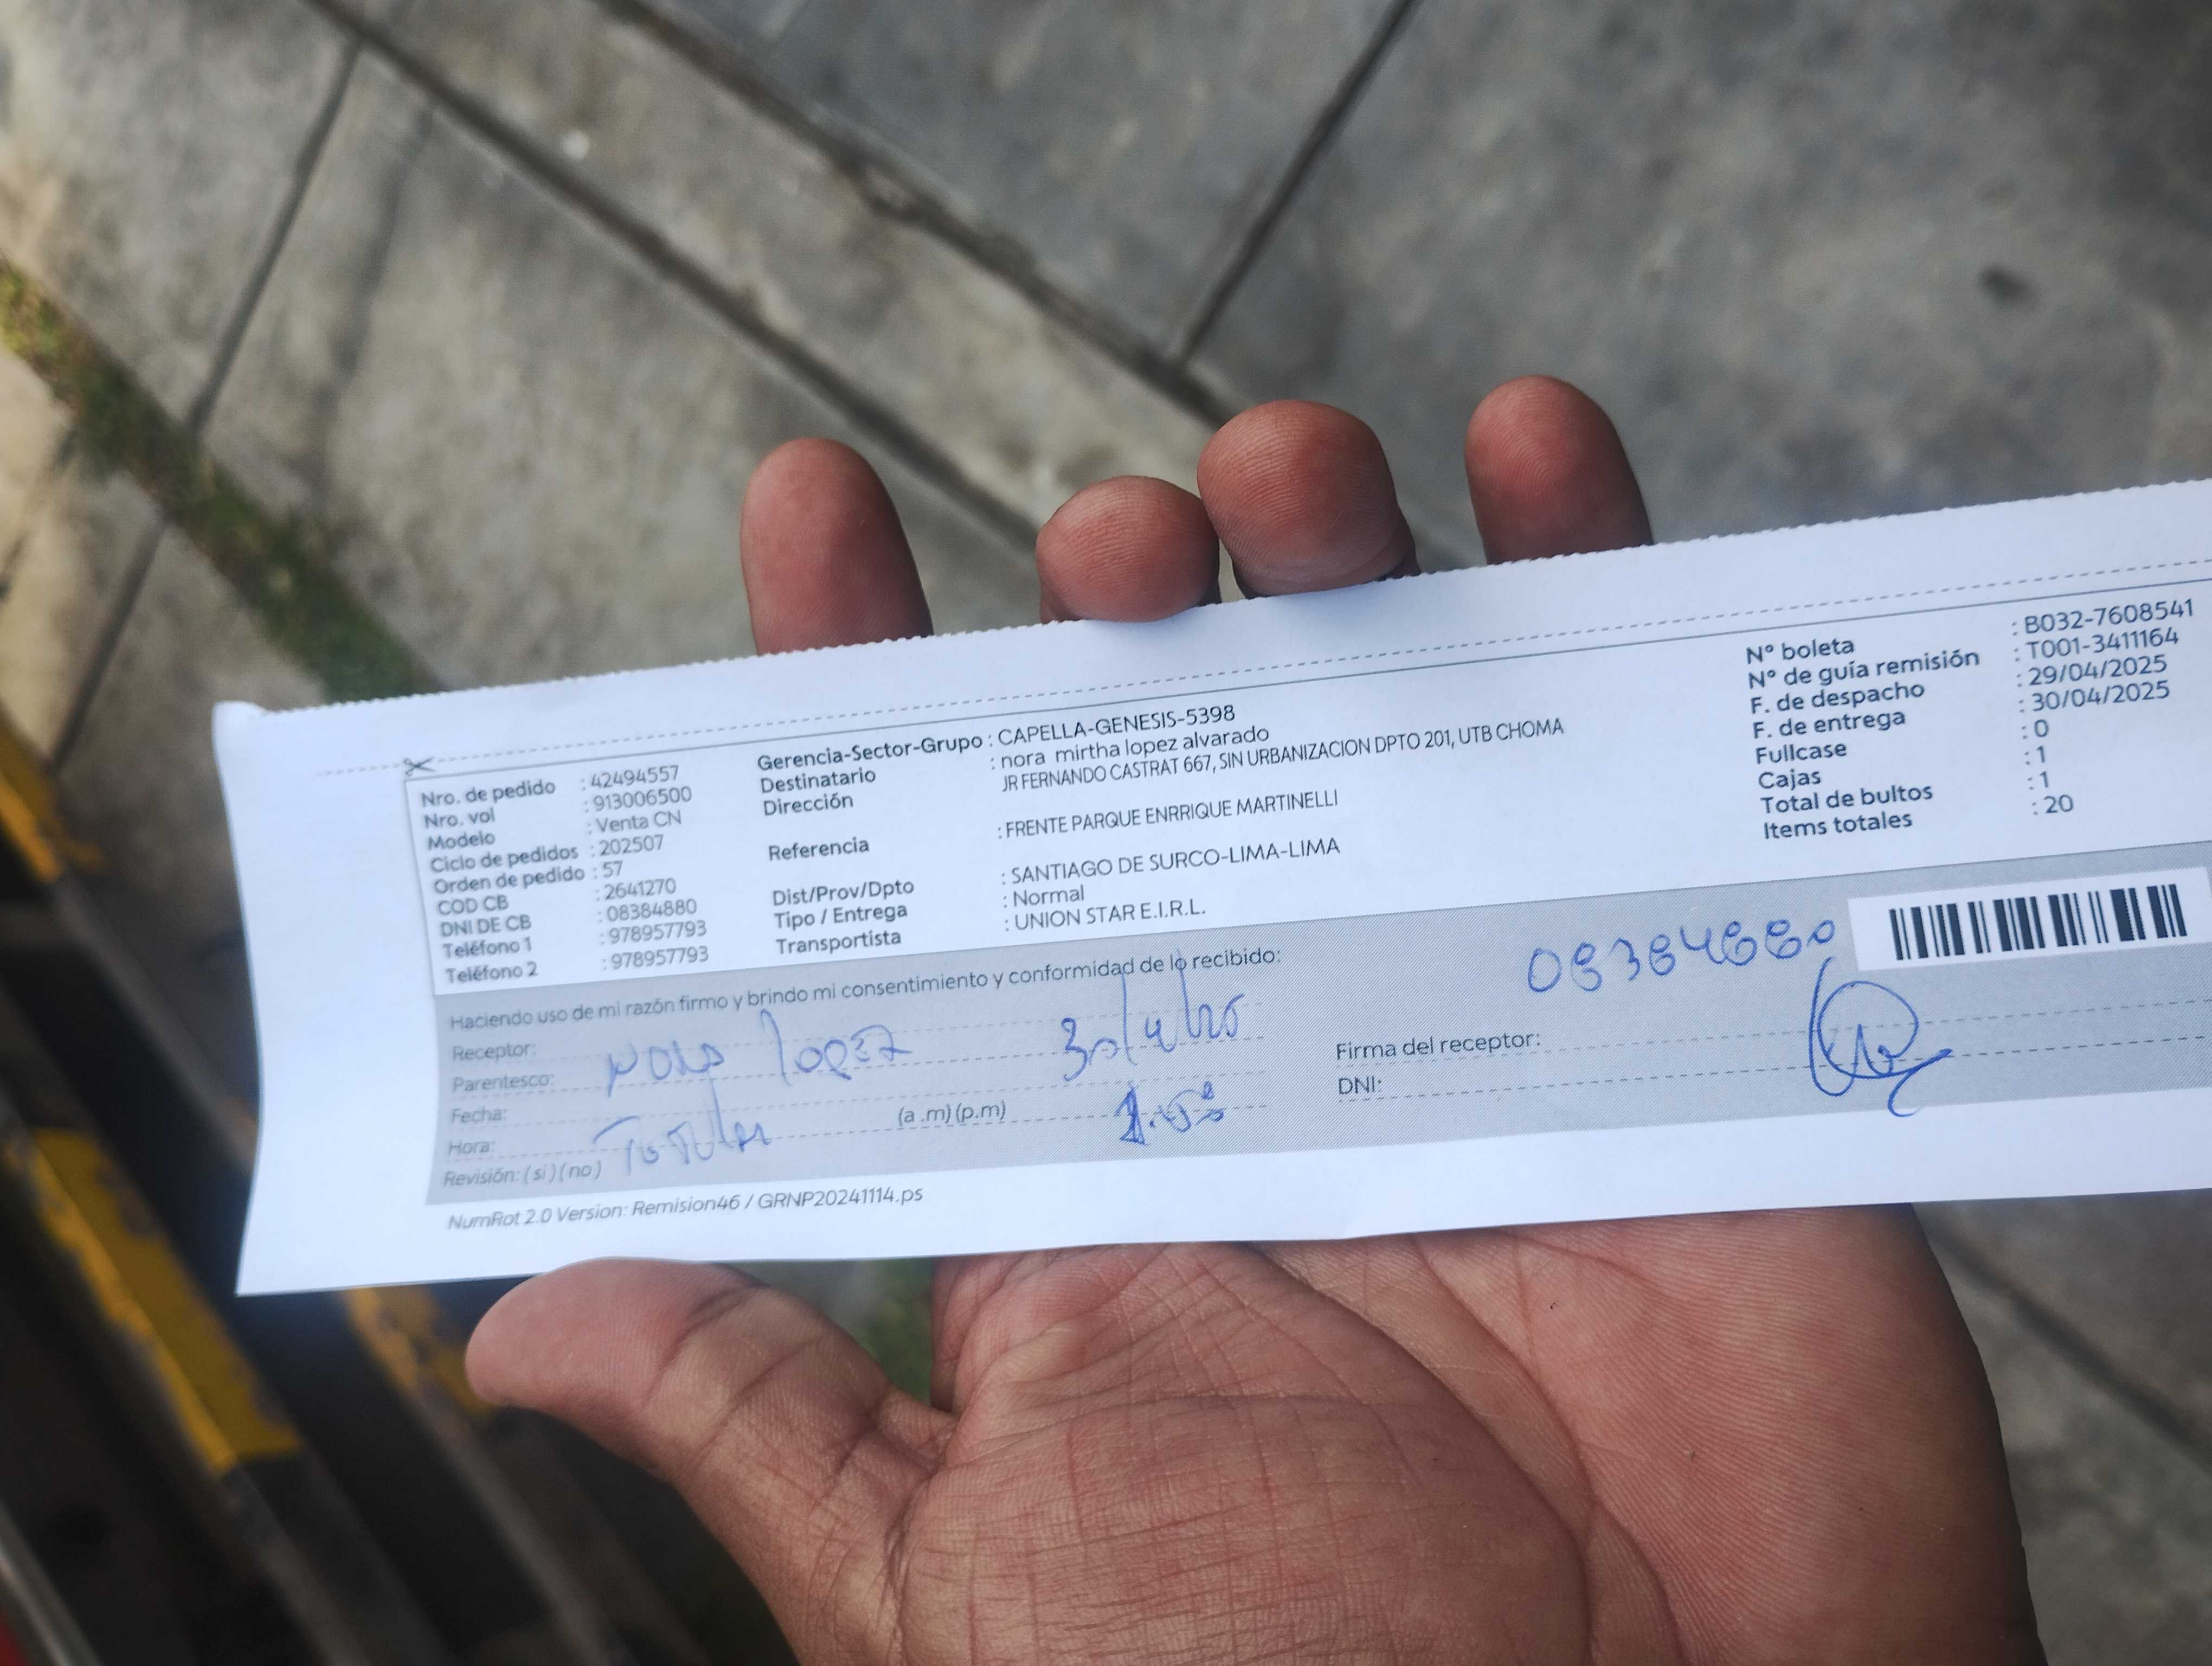 Nro. de pedido : 42494557
Nro. vol : 913006500
Modelo : Venta CN
Ciclo de pedidos : 202507
Orden de pedido : 57
COD CB : 2641270
DNI DE CB : 08384880
Teléfono 1 : 978957793
Teléfono 2 : 978957793
Gerencia-Sector-Grupo : CAPELLA-GENESIS-5398
Destinatario : nora mirtha lopez alvarado
Dirección JR FERNANDO CASTRAT 667, SIN URBANIZACION DPTO 201, UTB CHOMA
Referencia : FRENTE PARQUE ENRRIQUE MARTINELLI
Dist/Prov/Dpto : SANTIAGO DE SURCO-LIMA-LIMA
Tipo / Entrega : Normal
Transportista : UNION STAR E.I.R.L.
N° boleta : B032-7608541
N° de guía remisión : T001-3411164
F. de despacho : 29/04/2025
F. de entrega : 30/04/2025
Fullcase : 0
Cajas : 1
Total de bultos : 1
Items totales : 20
Haciendo uso de mi razón firmo y brindo mi consentimiento y conformidad de lo recibido:
Receptor:
Parentesco: Nora Lopez 30/4/25
Fecha:
Hora: Titular (a .m) (p.m)
Revisión: ( si ) ( no )
08384880
Firma del receptor:
DNI:
NumRot 2.0 Version: Remision46 / GRNP20241114.ps